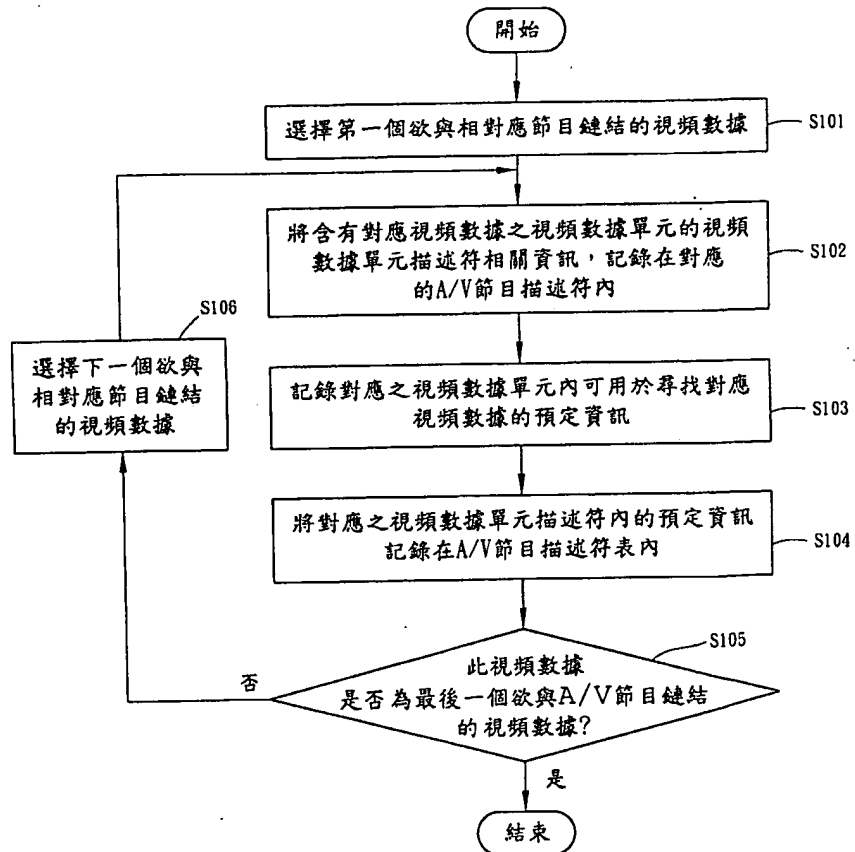 開始
選擇第一個欲與相對應節目鏈結的視頻數據
S101
將含有對應視頻數據之視頻數據單元的視頻
數據單元描述符相關資訊，記錄在對應
的A/V節目描述符內
S102
S106
選擇下一個欲與
相對應節目鏈結
的視頻數據
記錄對應之視頻數據單元內可用於尋找對應
視頻數據的預定資訊
S103
將對應之視頻數據單元描述符內的預定資訊
記錄在A/V節目描述符表內
S104
S105
此視頻數據
是否為最後一個欲與A/V節目鏈結
的視頻數據?
否
是
結束